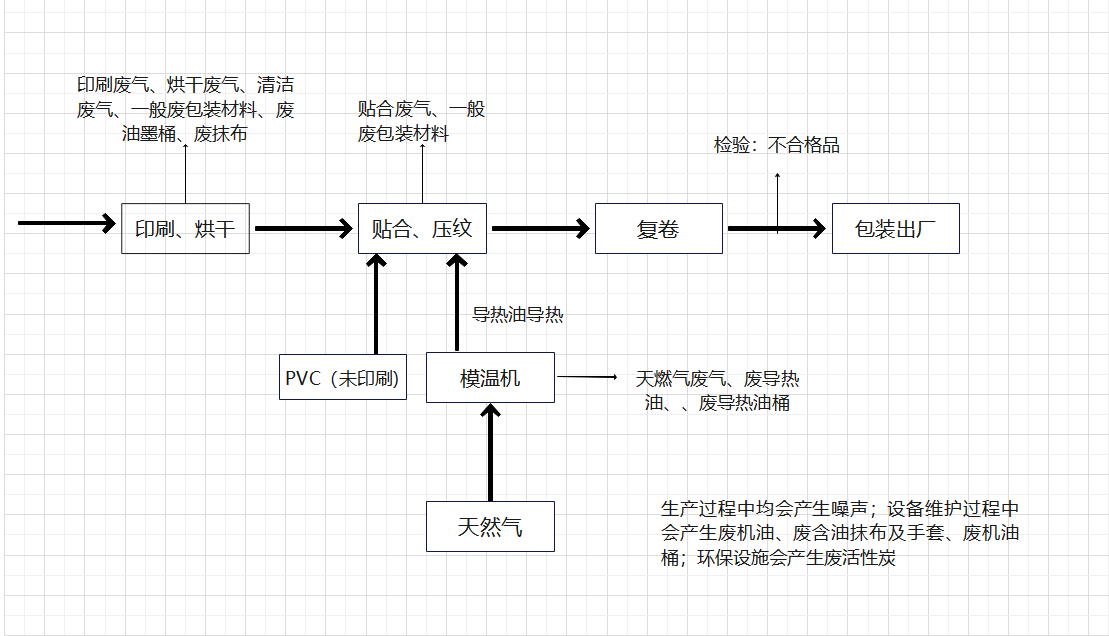 印刷废气、烘干废气、清洁
废气、一般废包装材料、废
油墨桶、废抹布
贴合废气、一般
废包装材料
检验：不合格品
印刷、烘干
贴合、压纹
复卷
包装出厂
导热油导热
PVC（未印刷)
模温机
天燃气废气、废导热
油、、废导热油桶
天然气
生产过程中均会产生噪声；设备维护过程中
会产生废机油、废含油抹布及手套、废机油
桶；环保设施会产生废活性炭